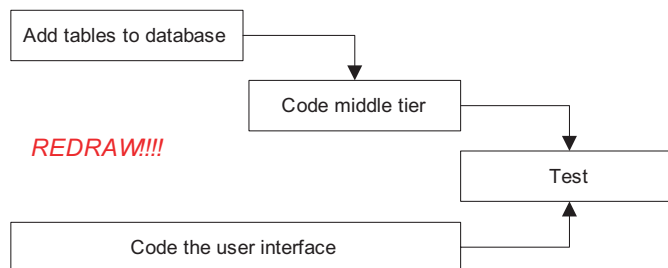 Add tables to database
Code middle tier
REDRAW!!!!
Test
Code the user interface